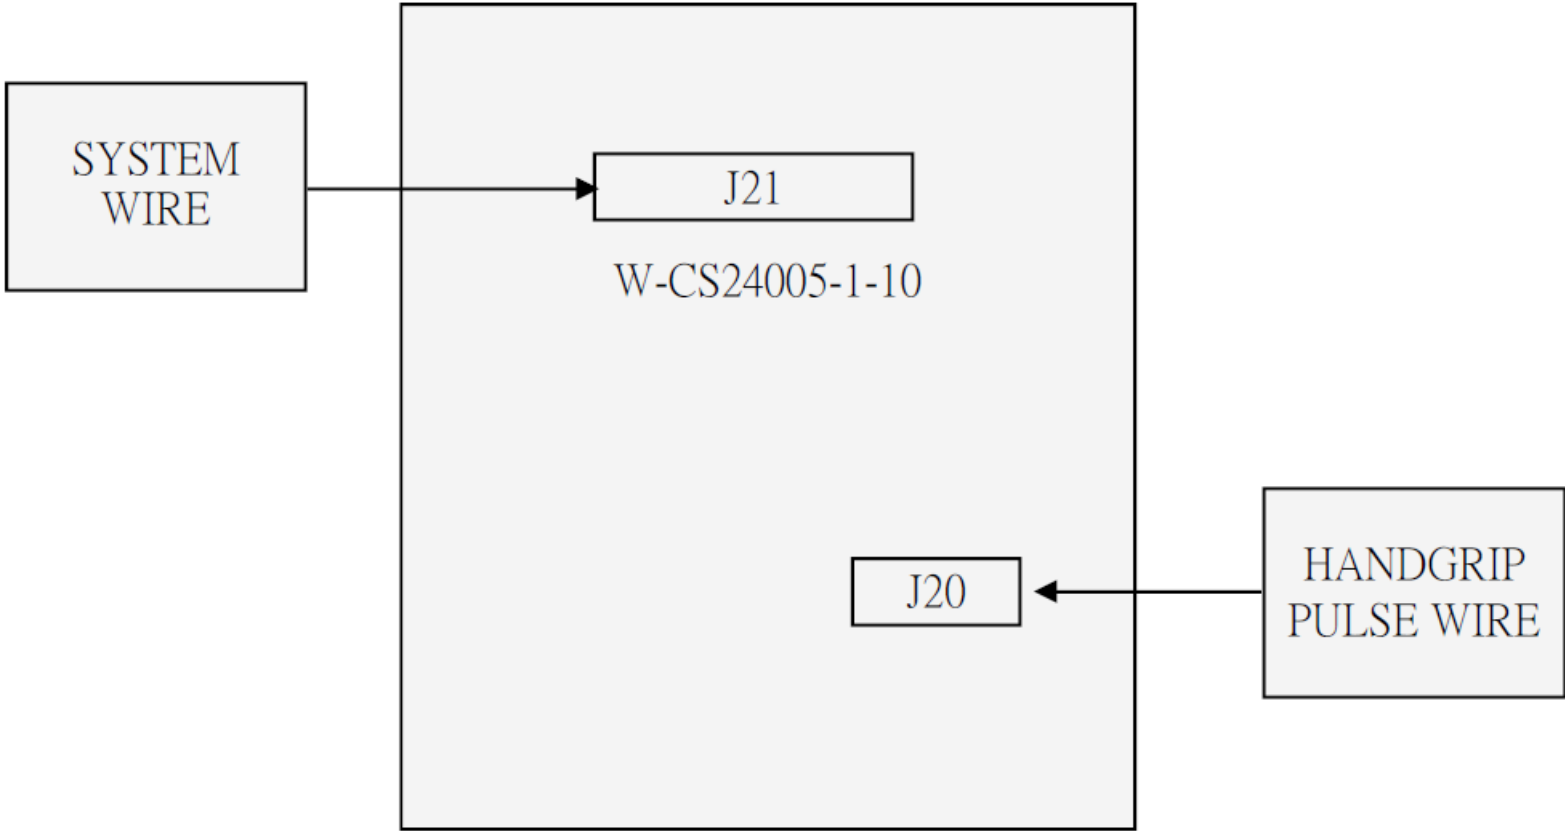 SYSTEM
WIRE
J21
W-CS24005-1-10
J20
HANDGRIP
PULSE WIRE